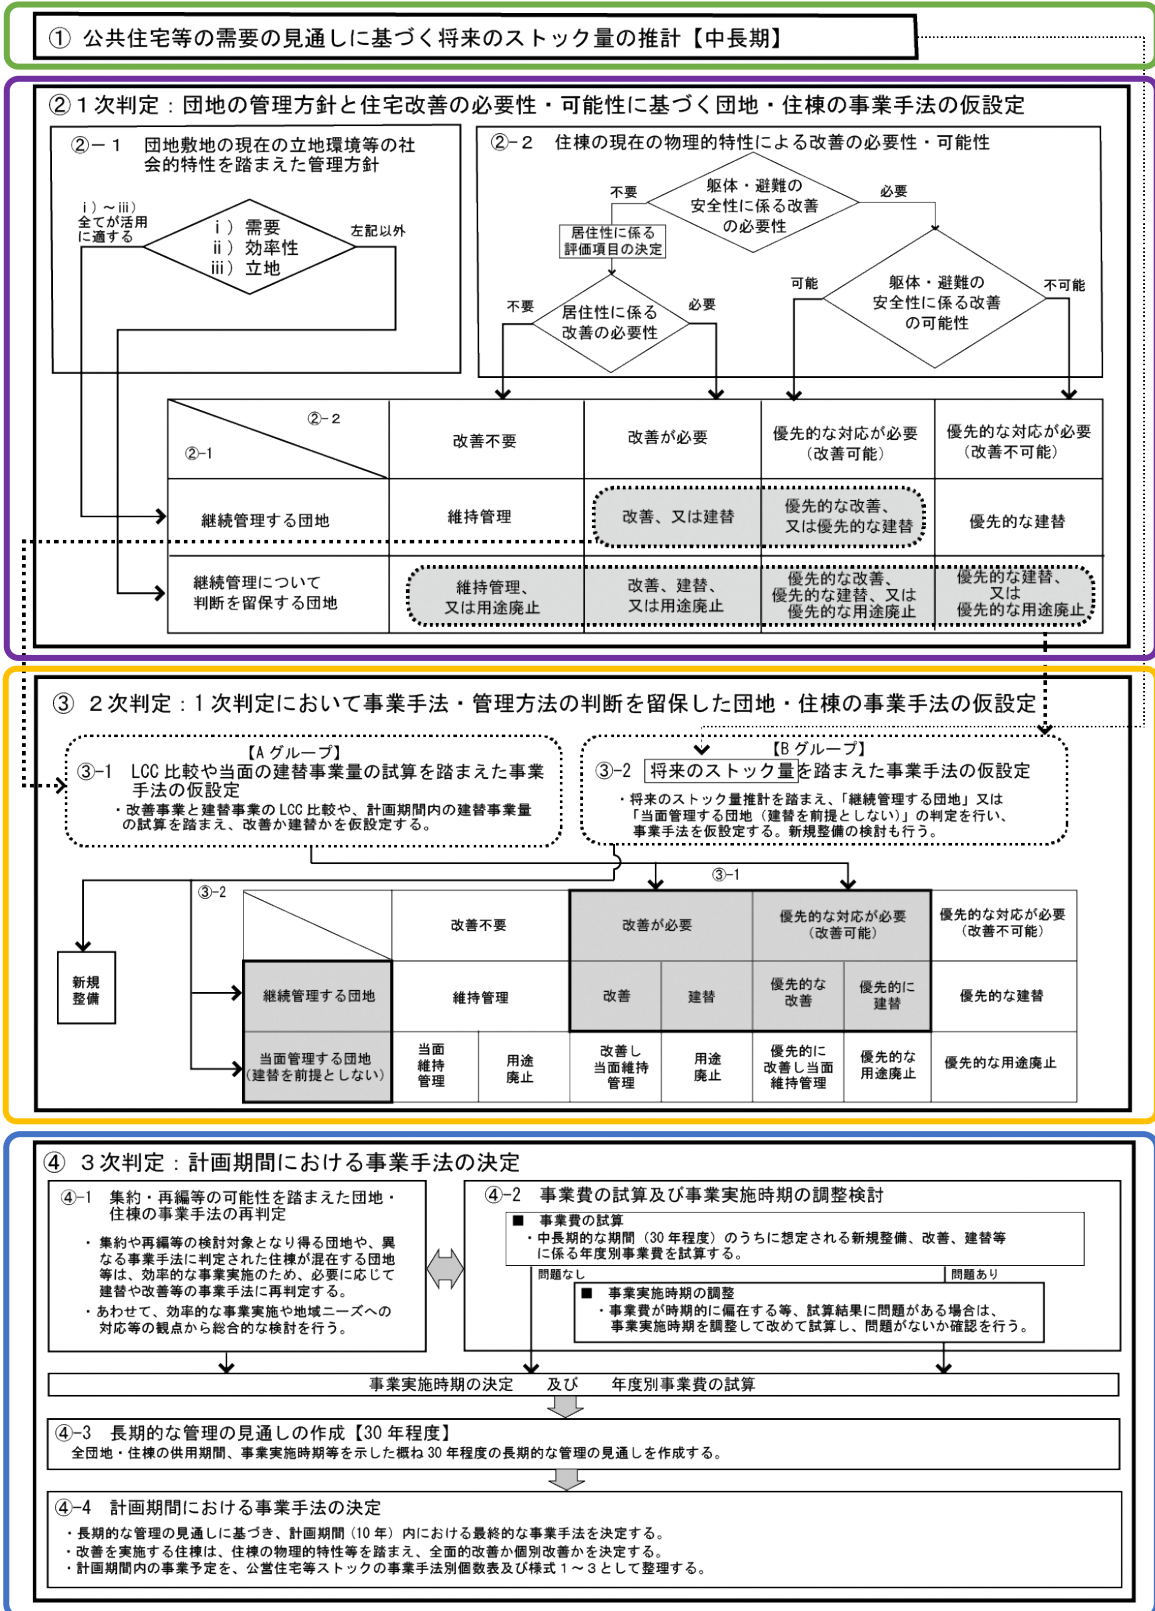 ① 公共住宅等の需要の見通しに基づく将来のストック量の推計【中長期】
②１次判定：団地の管理方針と住宅改善の必要性・可能性に基づく団地・住棟の事業手法の仮設定
②－１ 団地敷地の現在の立地環境等の社
会的特性を踏まえた管理方針
ⅰ）～ⅲ）
全てが活用
に適する
ⅰ）需要
ⅱ）効率性
ⅲ）立地
左記以外
②-２ 住棟の現在の物理的特性による改善の必要性・可能性
不要
躯体・避難の
安全性に係る改善
の必要性
必要
居住性に係る
評価項目の決定
不要
居住性に係る
改善の必要性
必要
可能
躯体・避難の
安全性に係る改善
の可能性
不可能
②-２
②-1
改善不要
改善が必要
優先的な対応が必要
（改善可能）
優先的な対応が必要
（改善不可能）
継続管理する団地
維持管理
改善、又は建替
優先的な改善、
又は優先的な建替
優先的な建替
継続管理について
判断を留保する団地
維持管理、
又は用途廃止
改善、建替、
又は用途廃止
優先的な改善、
優先的な建替、又は
優先的な用途廃止
優先的な建替、
又は
優先的な用途廃止
③ ２次判定：１次判定において事業手法・管理方法の判断を留保した団地・住棟の事業手法の仮設定
【A グループ】
③-1 LCC 比較や当面の建替事業量の試算を踏まえた事業
手法の仮設定
・改善事業と建替事業の LCC 比較や、計画期間内の建替事業量
の試算を踏まえ、改善か建替かを仮設定する。
【B グループ】
③-2 将来のストック量を踏まえた事業手法の仮設定
・将来のストック量推計を踏まえ、「継続管理する団地」又は
「当面管理する団地（建替を前提としない）」の判定を行い、
事業手法を仮設定する。新規整備の検討も行う。
③-2
③-1
新規
整備
改善不要
改善が必要
優先的な対応が必要
（改善可能）
優先的な対応が必要
（改善不可能）
継続管理する団地
維持管理
改善
建替
優先的な
改善
優先的に
建替
優先的な建替
当面管理する団地
（建替を前提としない）
当面
維持
管理
用途
廃止
改善し
当面維持
管理
用途
廃止
優先的に
改善し当面
維持管理
優先的な
用途廃止
優先的な用途廃止
④ ３次判定：計画期間における事業手法の決定
④-1 集約・再編等の可能性を踏まえた団地・
住棟の事業手法の再判定
・ 集約や再編等の検討対象となり得る団地や、異
なる事業手法に判定された住棟が混在する団地
等は、効率的な事業実施のため、必要に応じて
建替や改善等の事業手法を再判定する。
・あわせて、効率的な事業実施や地域ニーズへの
対応等の観点から総合的な検討を行う。
④-2 事業費の試算及び事業実施時期の調整検討
■ 事業費の試算
・中長期的な期間（30 年程度）のうちに想定される新規整備、改善、建替等
に係る年度別事業費を試算する。
問題なし
問題あり
■ 事業実施時期の調整
・事業費が時期的に偏在する等、試算結果に問題がある場合は、
事業実施時期を調整して改めて試算し、問題がないか確認を行う。
事業実施時期の決定 及び 年度別事業費の試算
④-3 長期的な管理の見通しの作成【30 年程度】
全団地・住棟の供用期間、事業実施時期等を示した概ね 30 年程度の長期的な管理の見通しを作成する。
④-4 計画期間における事業手法の決定
・長期的な管理の見通しに基づき、計画期間（10 年）内における最終的な事業手法を決定する。
・改善を実施する住棟は、住棟の物理的特性等を踏まえ、全面的改善か個別改善かを決定する。
・計画期間内の事業予定を、公営住宅等ストックの事業手法別個数表及び様式１～３として整理する。